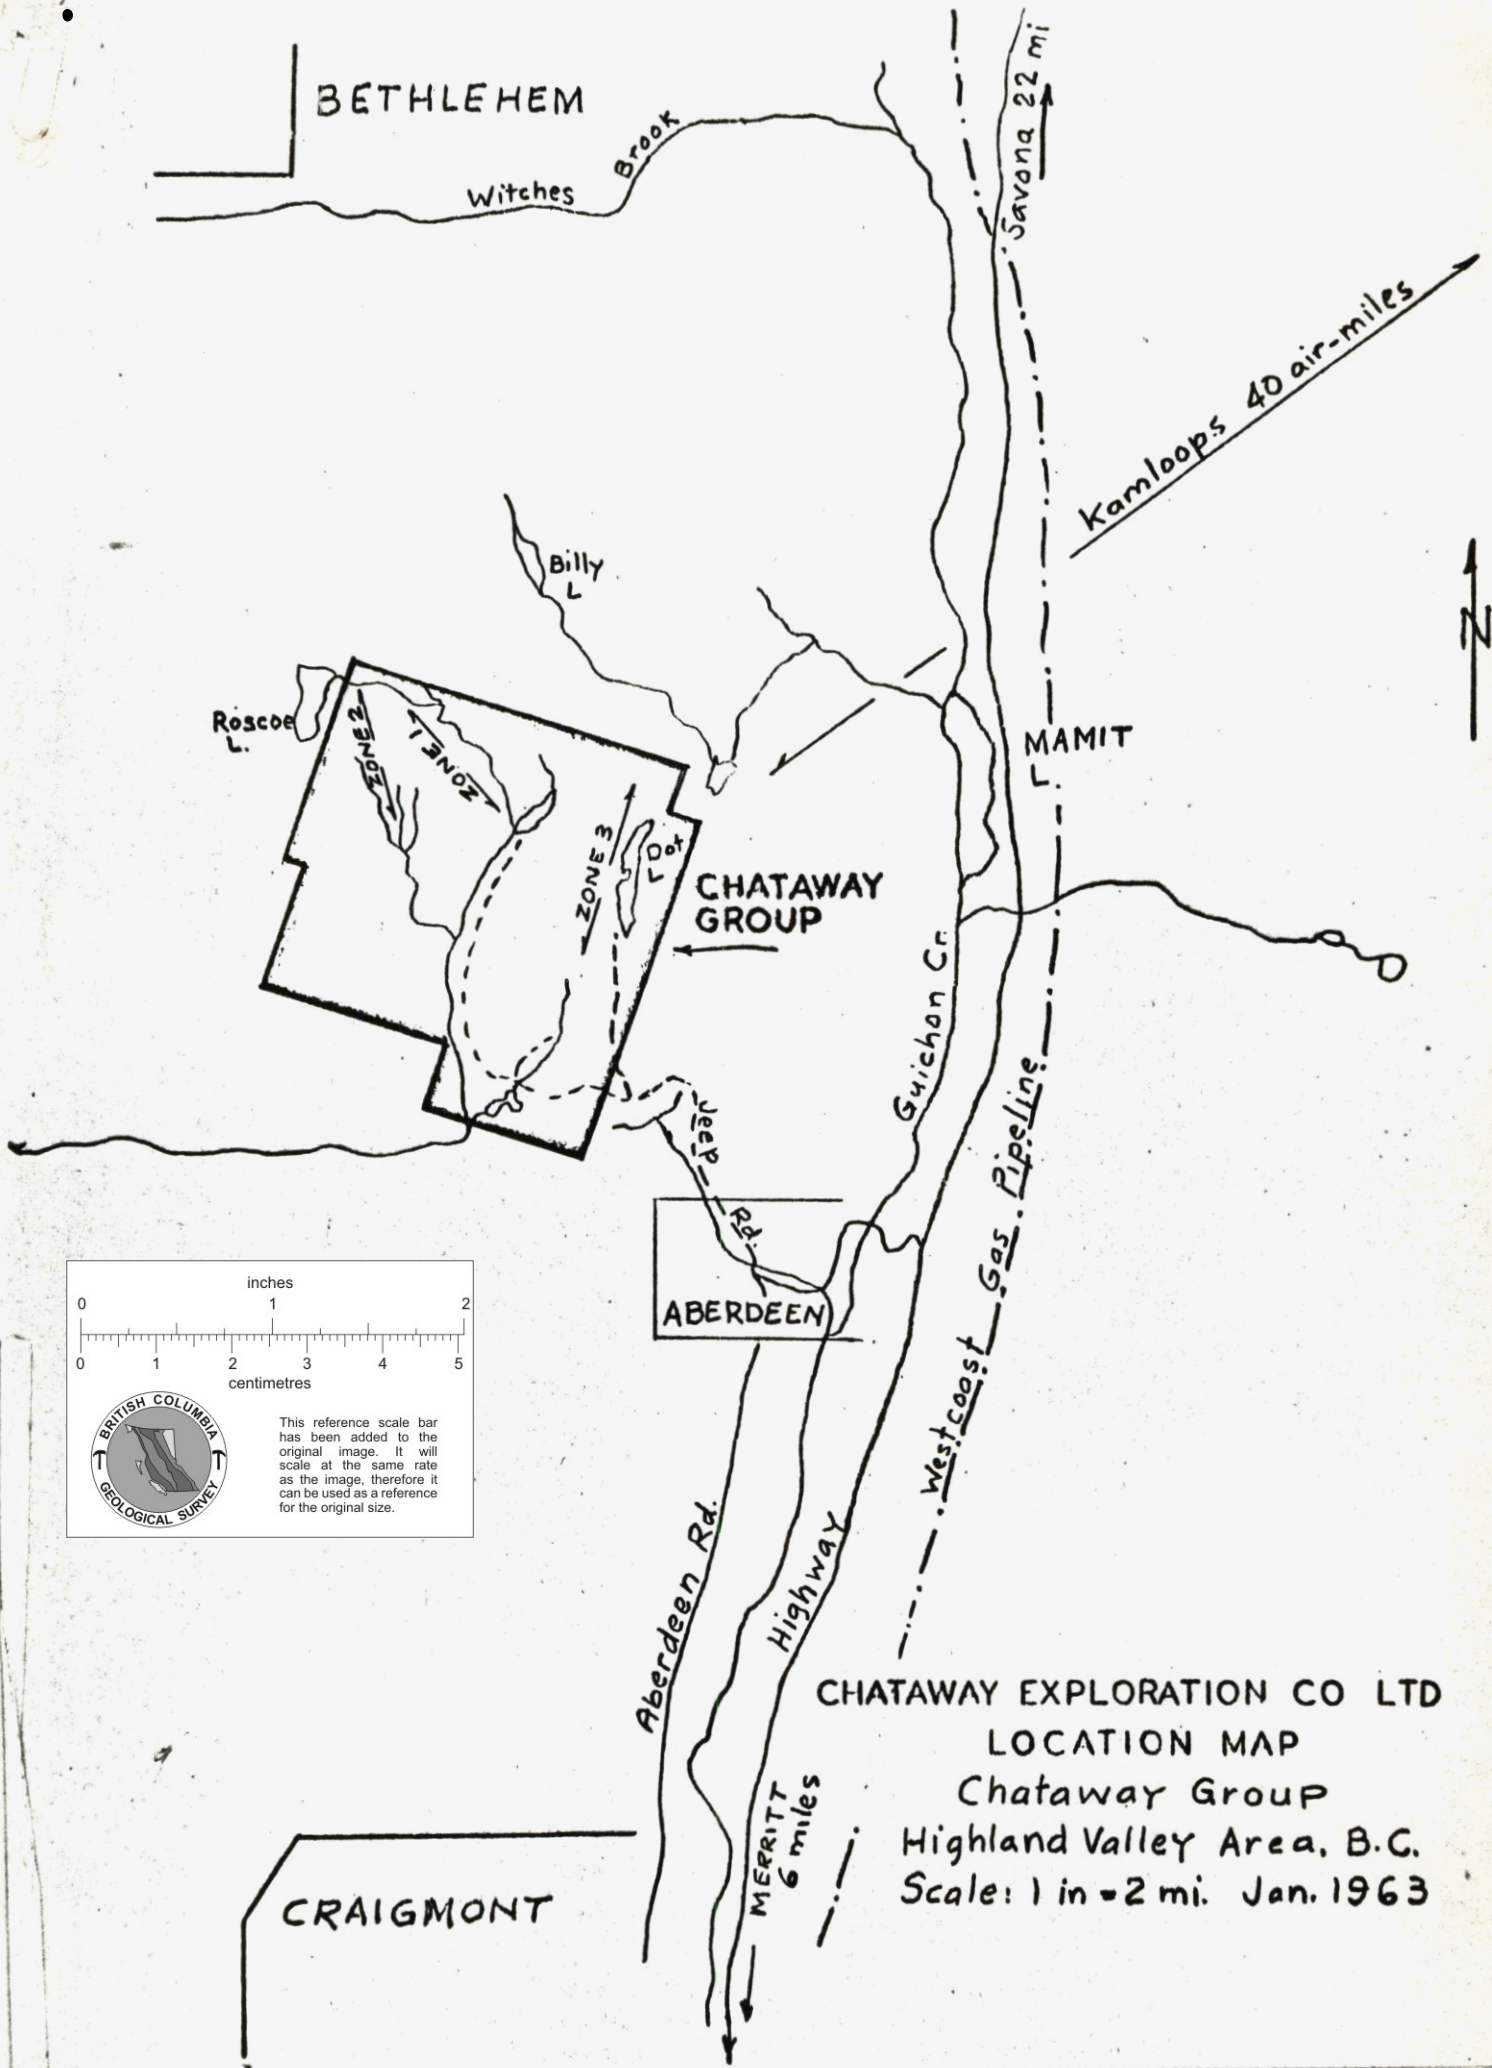 BETHLEHEM
Savona 22 mi
Witches Brook
Kamloops 40 air-miles
N
Billy
L
Roscoe
L.
ZONE 2
ZONE 1
ZONE 3
Dot
L
MAMIT
L.
CHATAWAY
GROUP
Guichon Cr.
Jeep Rd.
Westcoast Gas Pipeline
ABERDEEN
inches
0 1 2
0 1 2 3 4 5
centimetres
BRITISH COLUMBIA
GEOLOGICAL SURVEY
This reference scale bar
has been added to the
original image. It will
scale at the same rate
as the image, therefore it
can be used as a reference
for the original size.
Aberdeen Rd.
Highway
MERRITT
6 miles
CRAIGMONT
CHATAWAY EXPLORATION CO LTD
LOCATION MAP
Chataway Group
Highland Valley Area, B.C.
Scale: 1 in = 2 mi. Jan. 1963